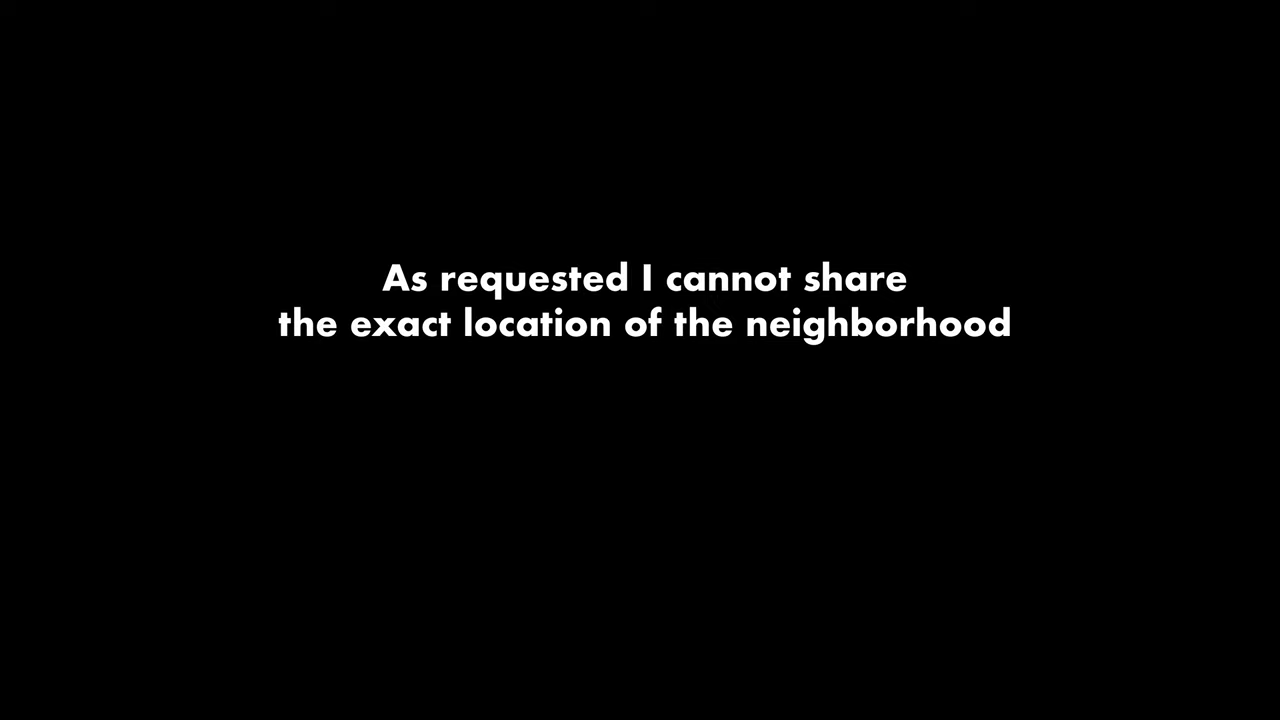 As requested I cannot share
the exact location of the neighborhood